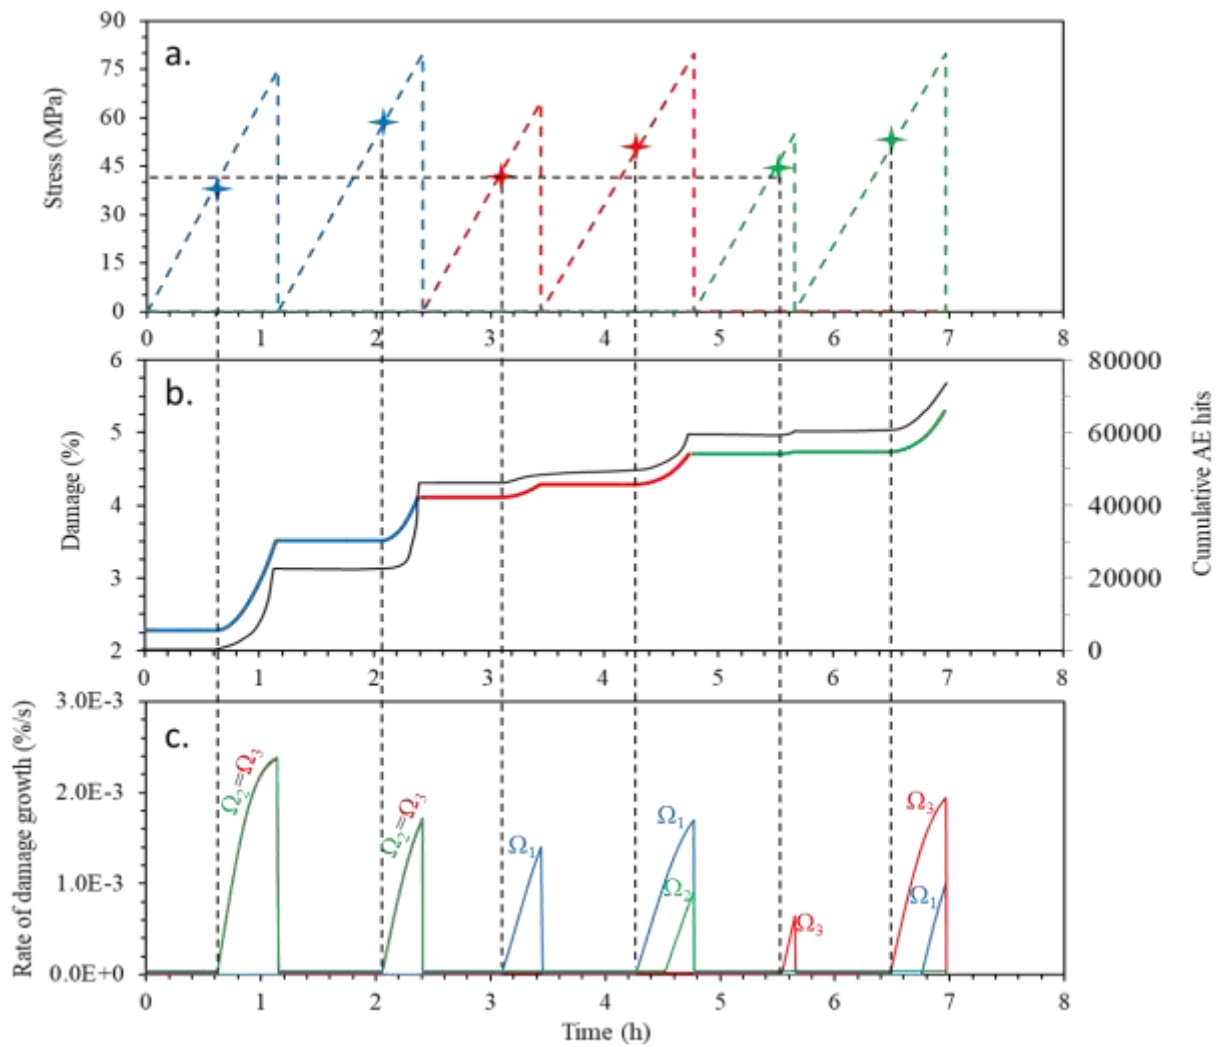 a.
Stress (MPa)
90
75
60
45
30
15
0
0 1 2 3 4 5 6 7 8
b.
Damage (%)
6
5
4
3
2
80000
60000
40000
20000
0
Cumulative AE hits
0 1 2 3 4 5 6 7 8
c.
Rate of damage growth (%/s)
3.0E-3
2.0E-3
1.0E-3
0.0E+0
Ω2=Ω3
Ω2=Ω3
Ω1
Ω1
Ω2
Ω3
Ω3
Ω1
0 1 2 3 4 5 6 7 8
Time (h)